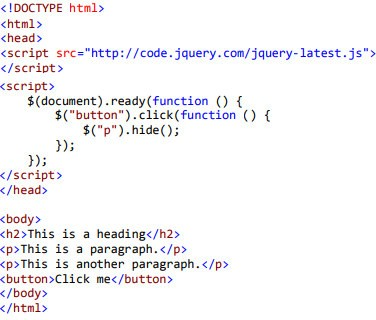 <!DOCTYPE html>
<html>
<head>
<script src="http://code.jquery.com/jquery-latest.js">
</script>
<script>
    $(document).ready(function () {
        $("button").click(function () {
            $("p").hide();
        });
    });
</script>
</head>

<body>
<h2>This is a heading</h2>
<p>This is a paragraph.</p>
<p>This is another paragraph.</p>
<button>Click me</button>
</body>
</html>